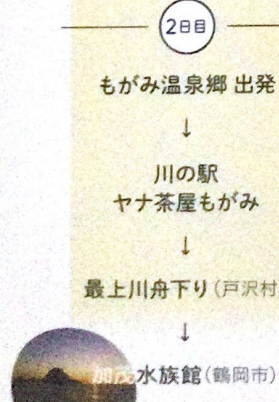 2日目
もがみ温泉郷 出発
↓
川の駅
ヤナ茶屋もがみ
↓
最上川舟下り(戸沢村
↓
加茂水族館(鶴岡市)